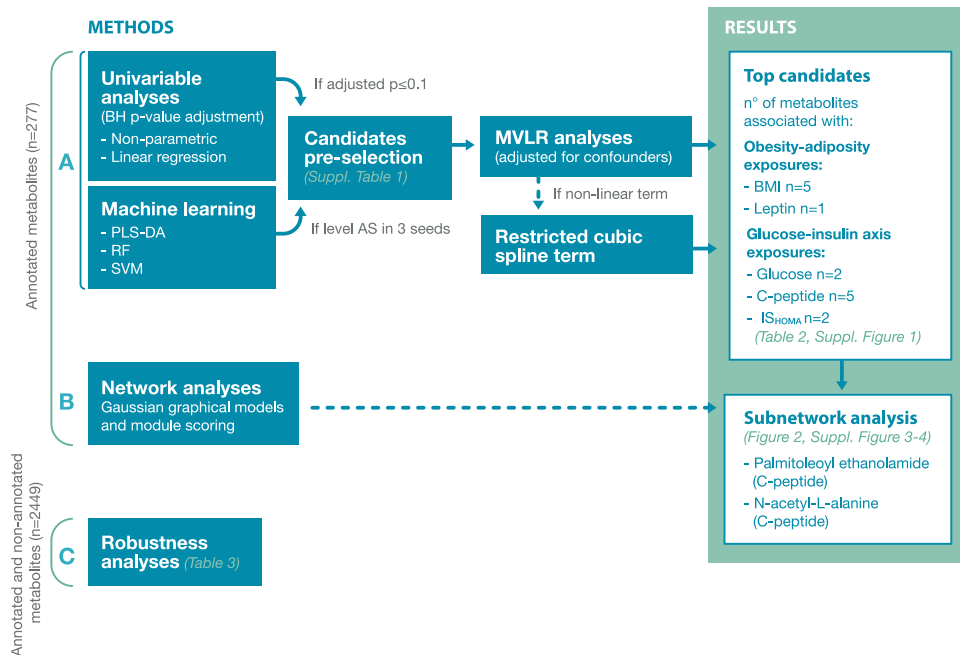 METHODS
RESULTS
Annotated metabolites (n=277)
A
Univariable
analyses
(BH p-value adjustment)
- Non-parametric
- Linear regression
If adjusted p≤0.1
Machine learning
- PLS-DA
- RF
- SVM
If level AS in 3 seeds
Candidates
pre-selection
(Suppl. Table 1)
MVLR analyses
(adjusted for confounders)
If non-linear term
Restricted cubic
spline term
Top candidates
n° of metabolites
associated with:
Obesity-adiposity
exposures:
- BMI n=5
- Leptin n=1
Glucose-insulin axis
exposures:
- Glucose n=2
- C-peptide n=5
- ISHOMA n=2
(Table 2, Suppl. Figure 1)
B
Network analyses
Gaussian graphical models
and module scoring
Subnetwork analysis
(Figure 2, Suppl. Figure 3-4)
- Palmitoleoyl ethanolamide
(C-peptide)
- N-acetyl-L-alanine
(C-peptide)
Annotated and non-annotated
metabolites (n=2449)
C
Robustness
analyses (Table 3)